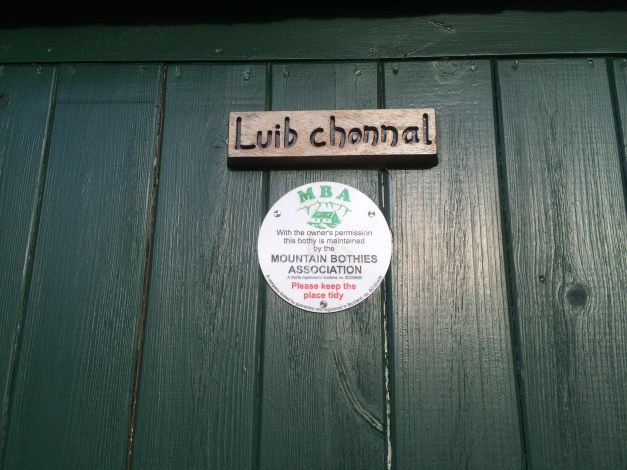 Luib chonnal
MBA
With the owner's permission
this bothy is maintained
by the
MOUNTAIN BOTHIES
ASSOCIATION
Please keep the
place tidy